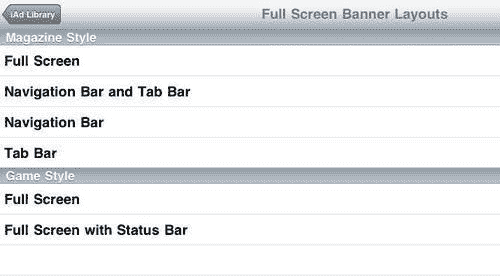 iAd Library
Full Screen Banner Layouts
Magazine Style
Full Screen
Navigation Bar and Tab Bar
Navigation Bar
Tab Bar
Game Style
Full Screen
Full Screen with Status Bar